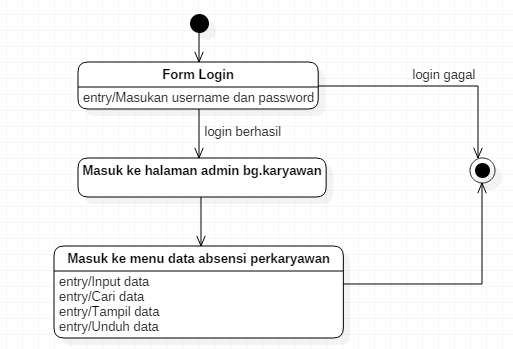 Form Login
login gagal
entry/Masukan username dan password
login berhasil
Masuk ke halaman admin bg.karyawan
Masuk ke menu data absensi perkaryawan
entry/Input data
entry/Cari data
entry/Tampil data
entry/Unduh data